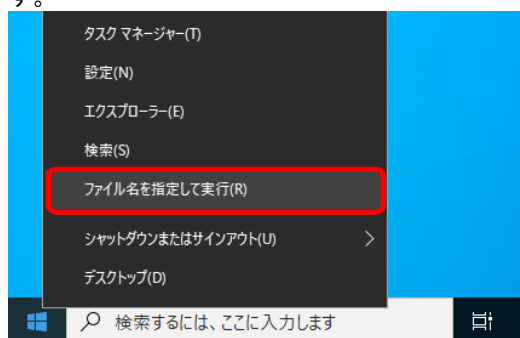 す。
タスク マネージャー(T)
設定(N)
エクスプローラー(E)
検索(S)
ファイル名を指定して実行(R)
シャットダウンまたはサインアウト(U)
デスクトップ(D)
検索するには、ここに入力します